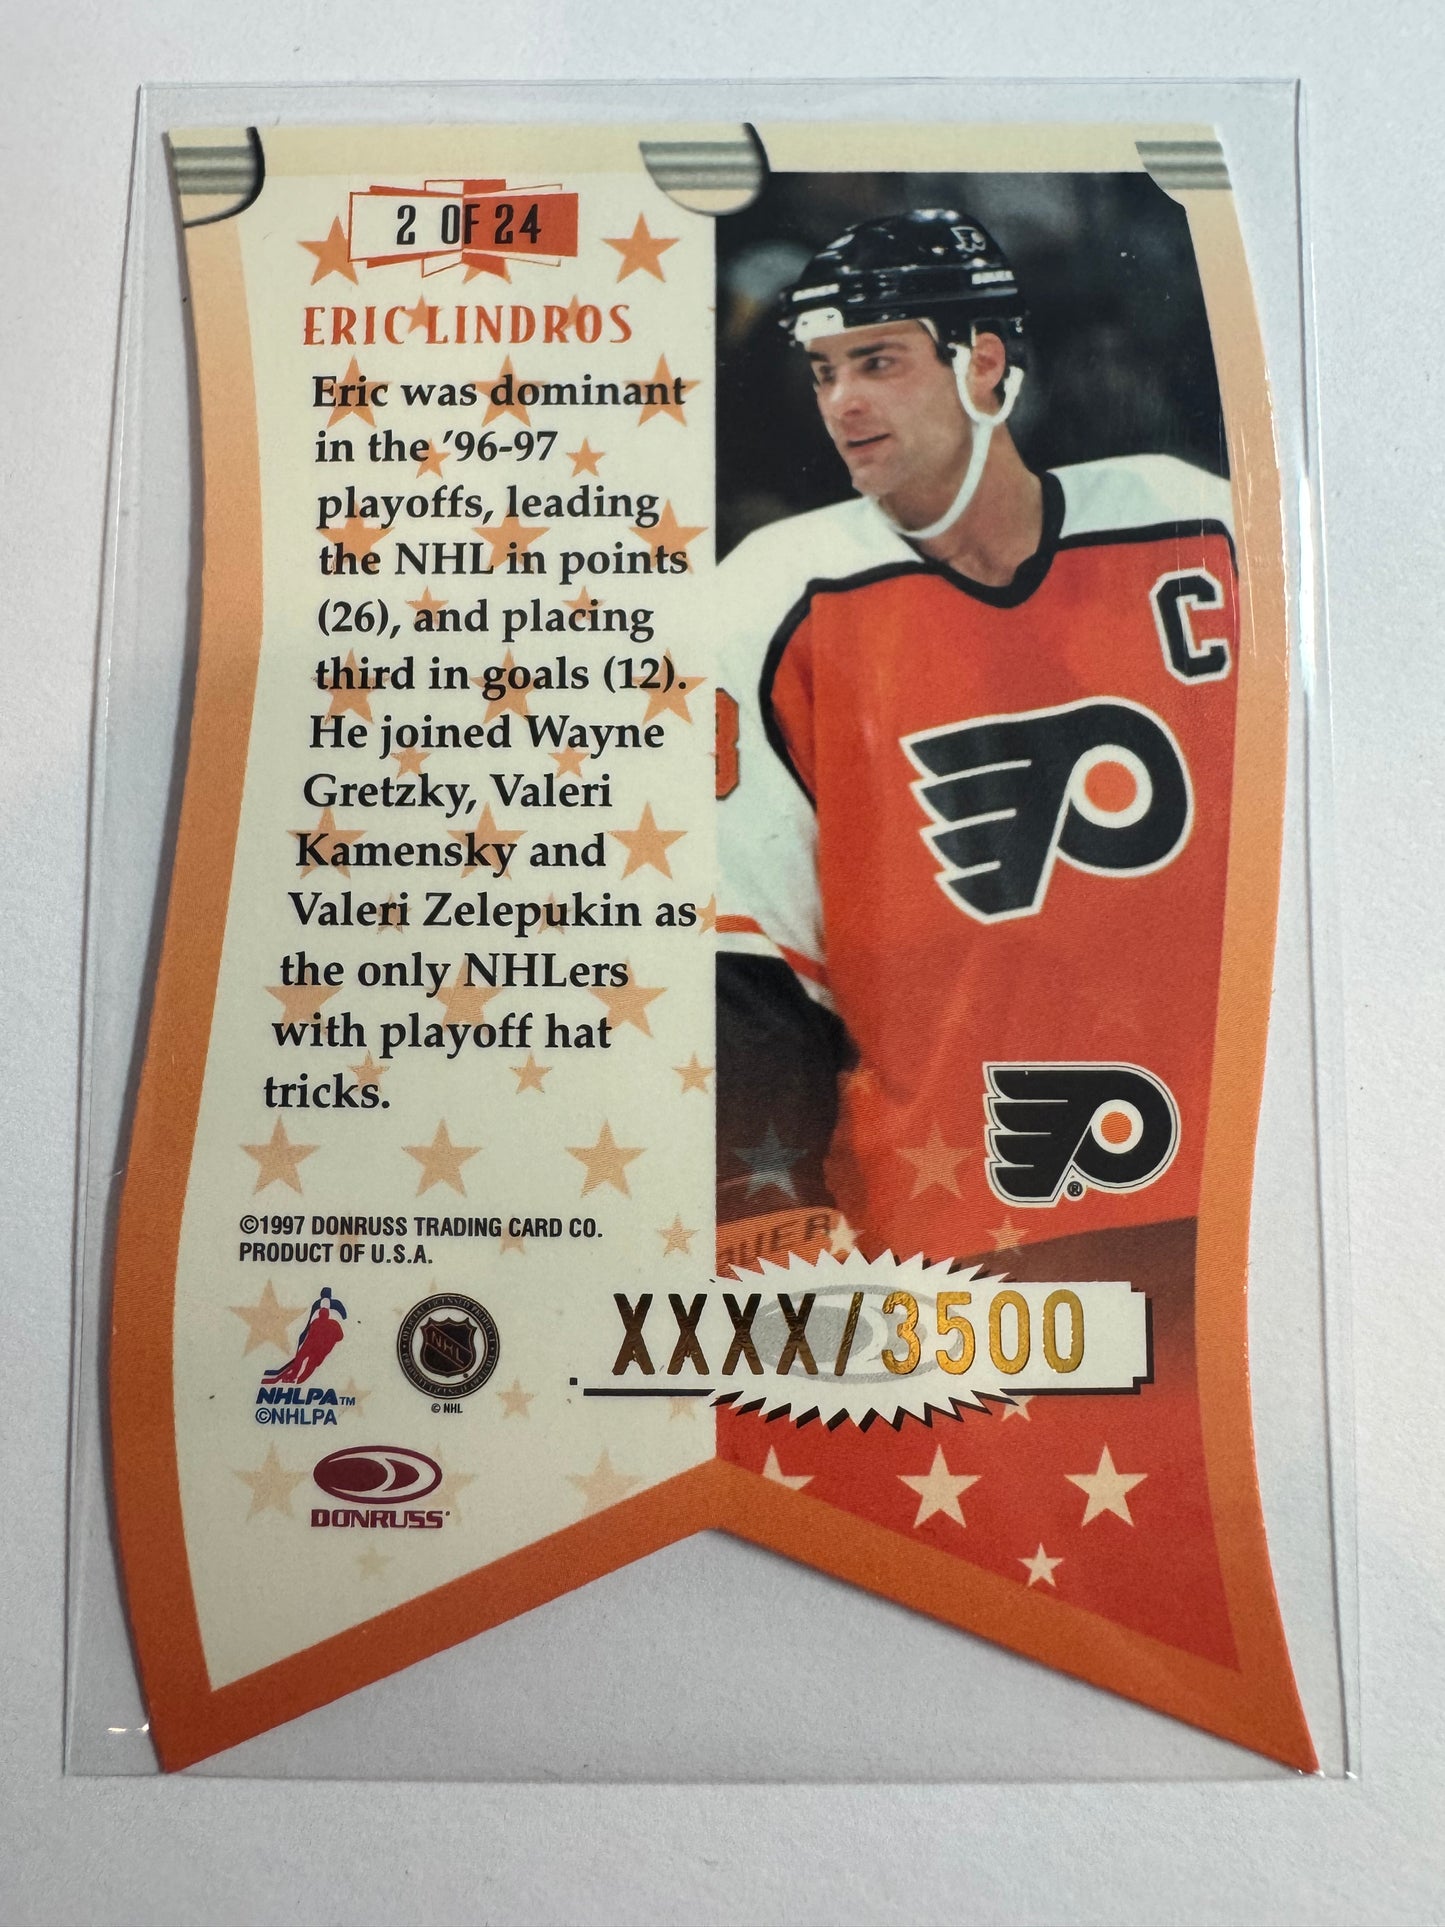 2 OF 24
ERIC LINDROS
Eric was dominant
in the '96-97
playoffs, leading
the NHL in points
(26), and placing
third in goals (12).
He joined Wayne
Gretzky, Valeri
Kamensky and
Valeri Zelepukin as
the only NHLers
with playoff hat
tricks.
©1997 DONRUSS TRADING CARD CO.
PRODUCT OF U.S.A.
NHLPA™
©NHLPA
NHL
© NHL
XXXX/3500
DONRUSS
BAUER
C